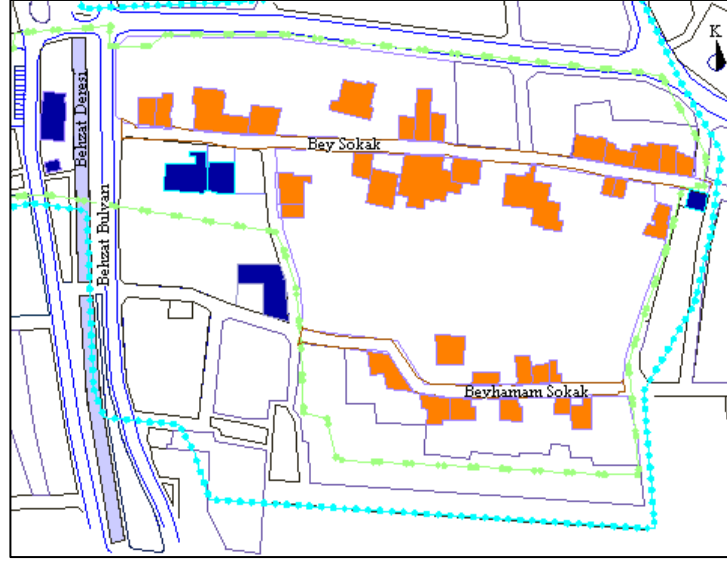 K
Behzat Deresi
Bey Sokak
Behzat Bulvarı
Beyhamam Sokak